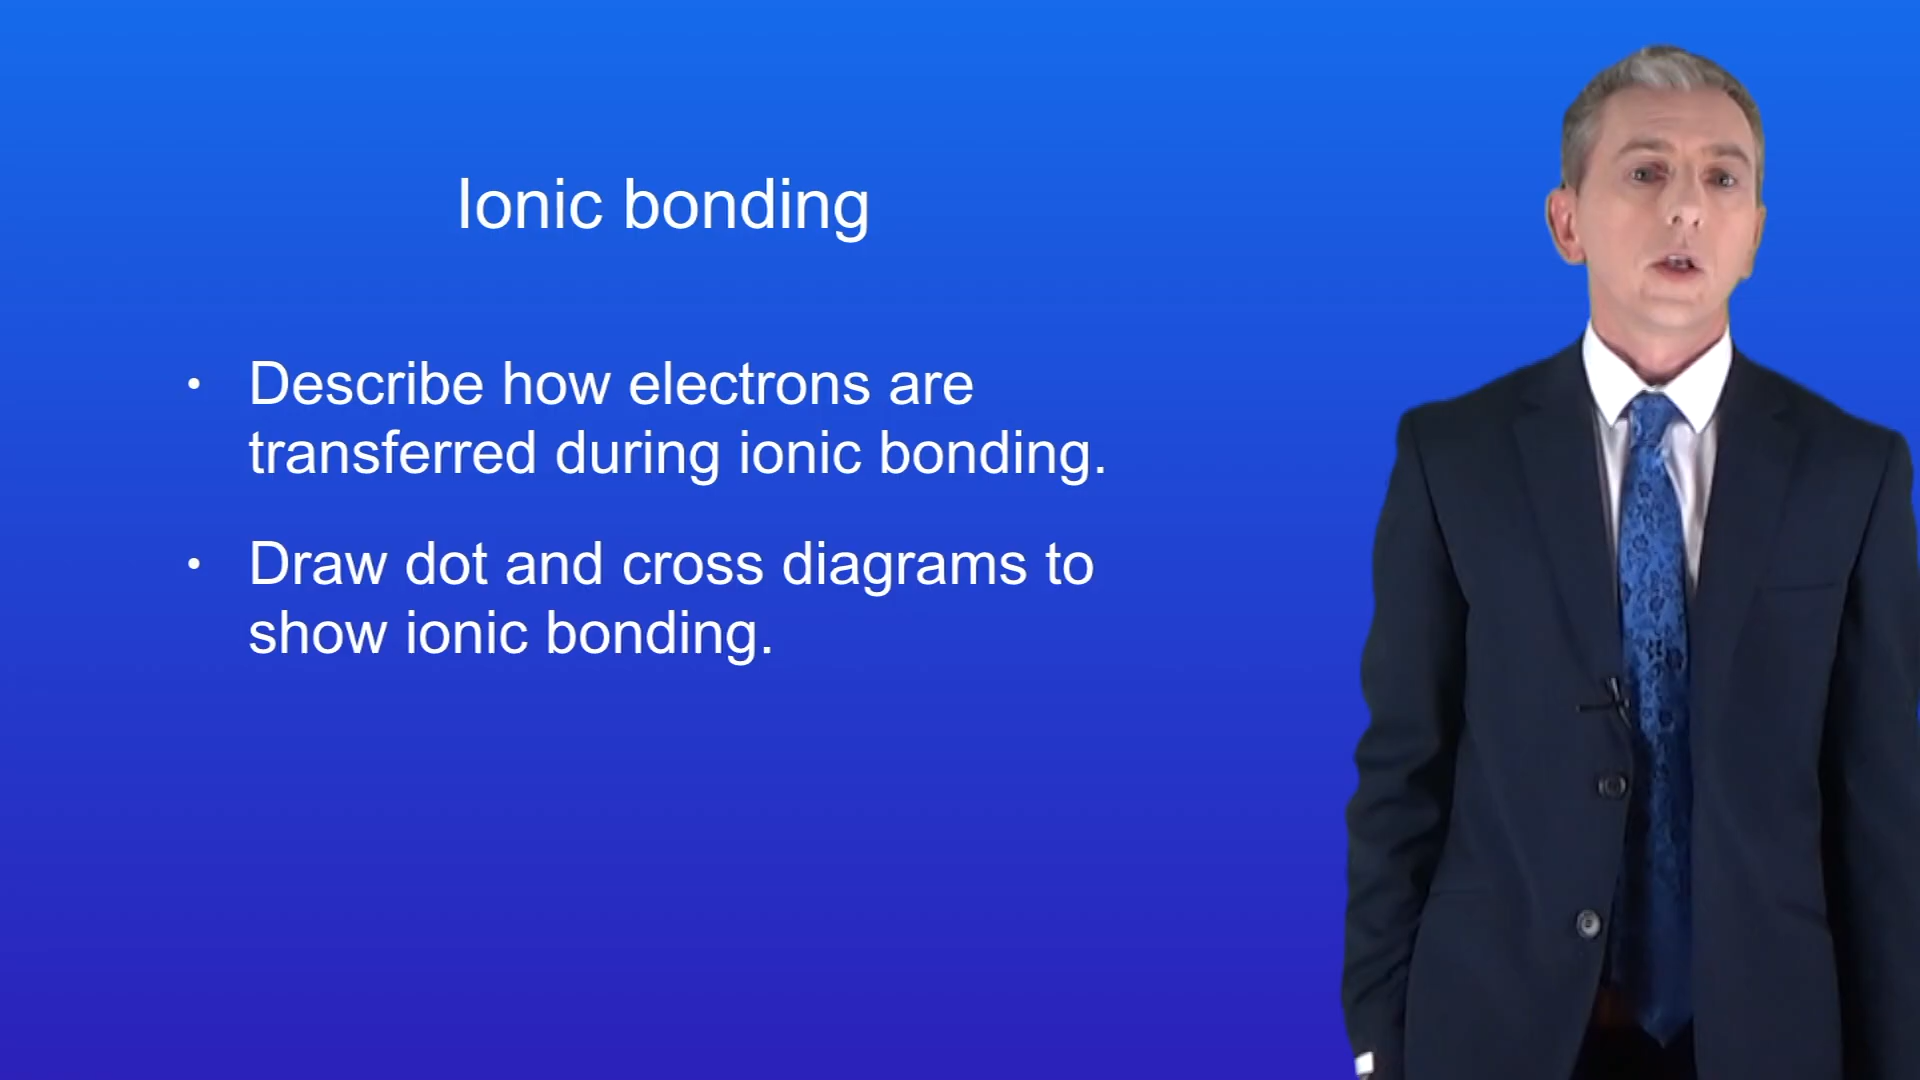 Ionic bonding
• Describe how electrons are
transferred during ionic bonding.
• Draw dot and cross diagrams to
show ionic bonding.